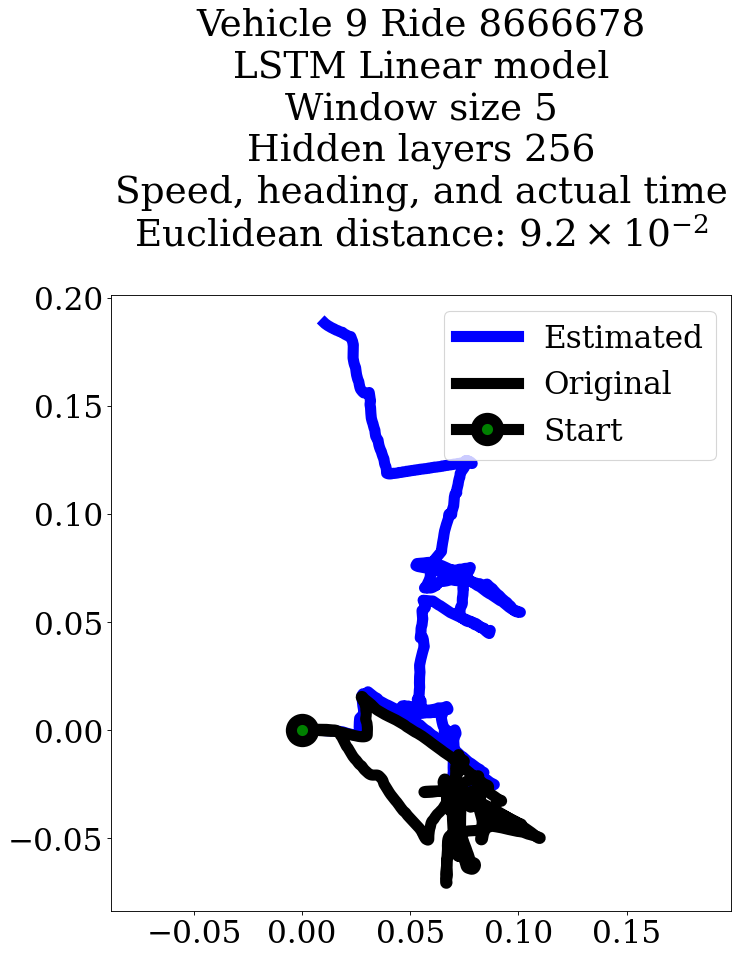 Vehicle 9 Ride 8666678
LSTM Linear model
Window size 5
Hidden layers 256
Speed, heading, and actual time
Euclidean distance: 9.2 × 10⁻²
0.20
0.15
0.10
0.05
0.00
−0.05
Estimated
Original
Start
−0.05 0.00 0.05 0.10 0.15